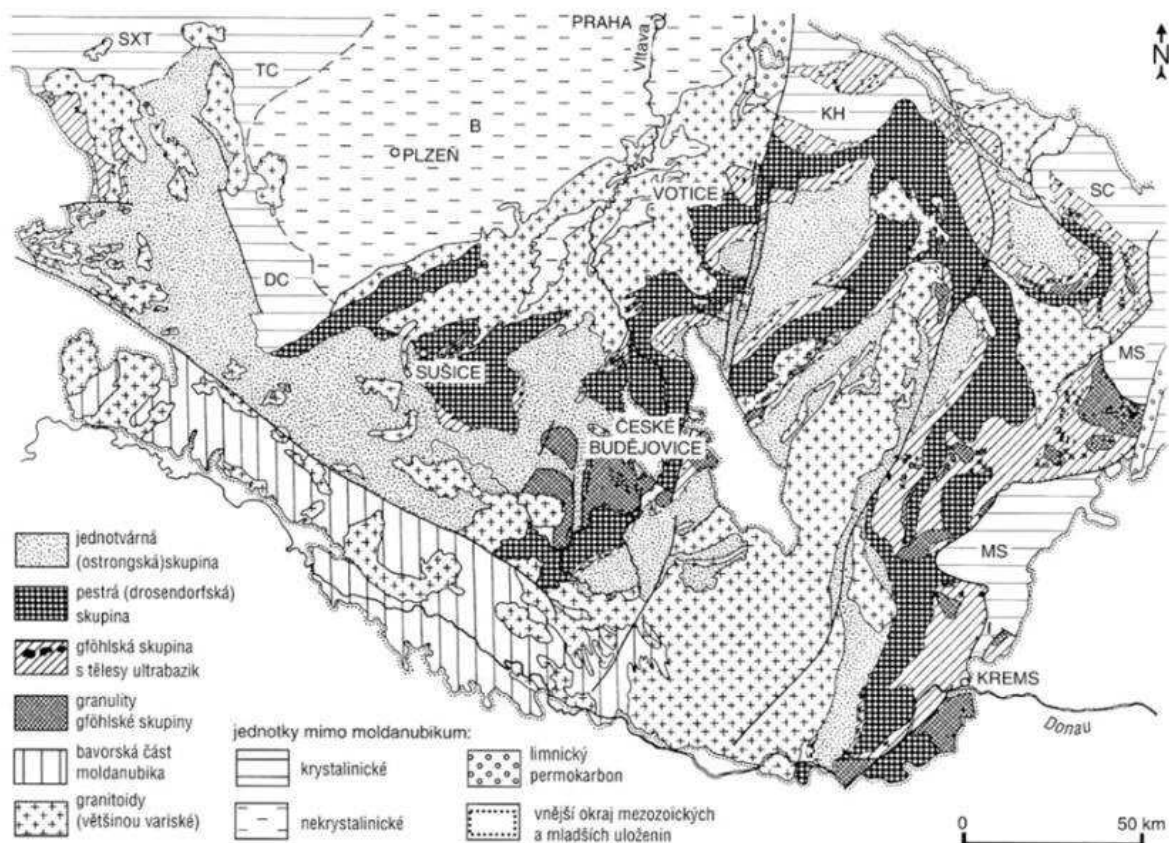 PRAHA
SXT
Vltava
N
TC
KH
B
PLZEŇ
VOTICE
SC
DC
SUŠICE
MS
ČESKÉ
BUDĚJOVICE
MS
KREMS
Donau
jednotvárná
(ostrongská)skupina
pestrá (drosendorfská)
skupina
gföhlská skupina
s tělesy ultrabazik
granulity
gföhlské skupiny
bavorská část
moldanubika
granitoidy
(většinou variské)
jednotky mimo moldanubikum:
krystalinické
nekrystalinické
limnický
permokarbon
vnější okraj mezozoických
a mladších uloženin
0 50 km